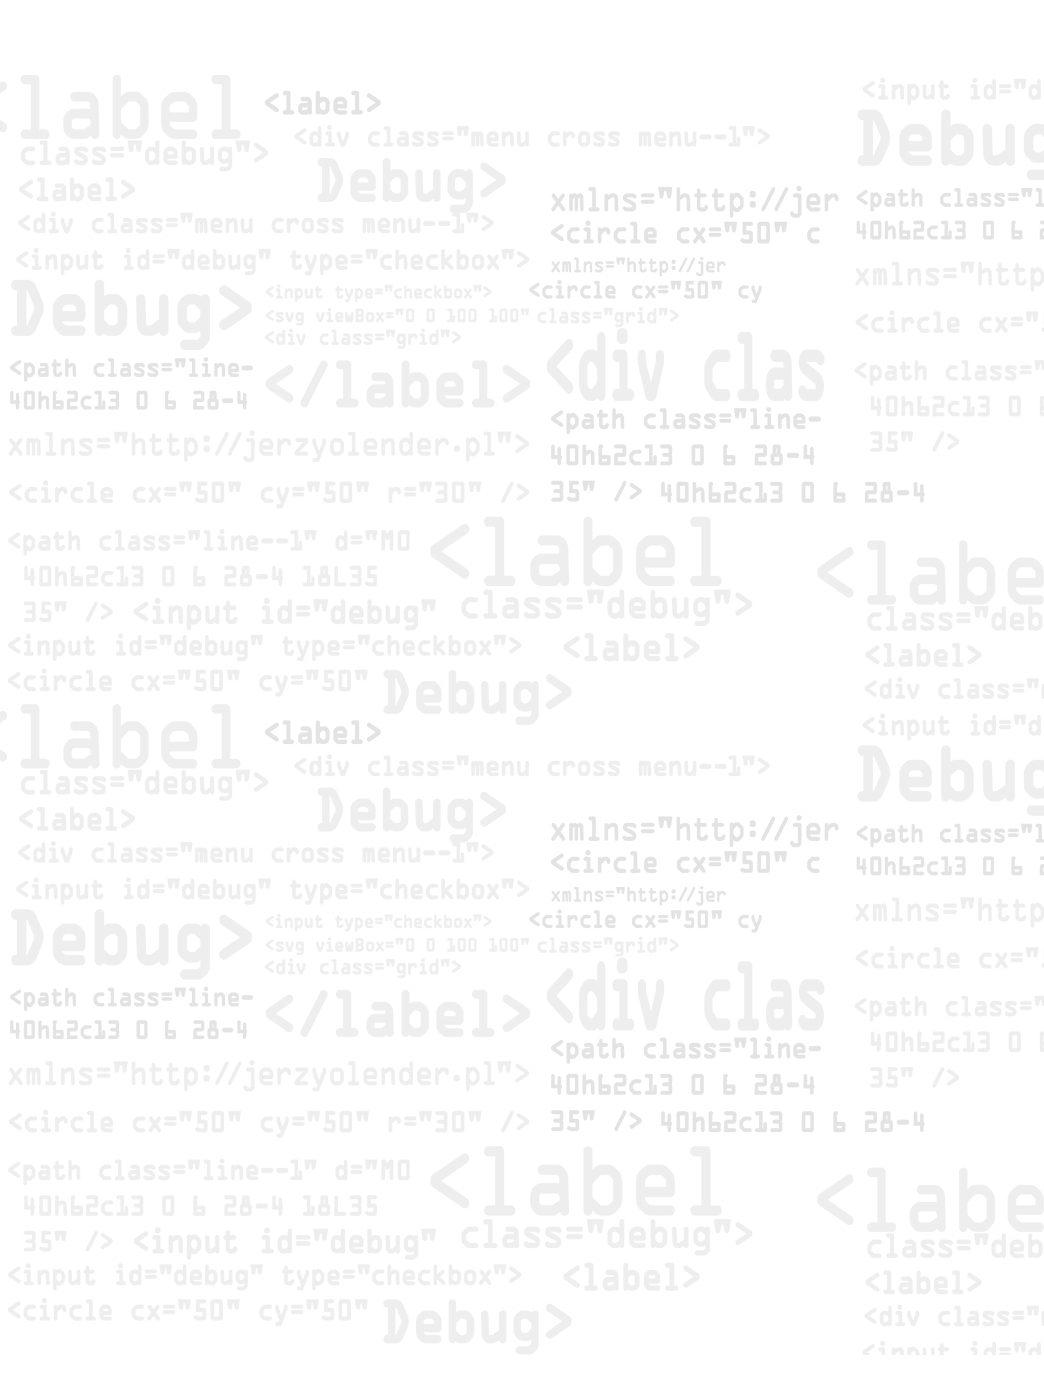 <label
class="debug">
<label>
<div class="menu cross menu--1">
<input id="debug" type="checkbox">
Debug>
<path class="line-
40h62c13 0 6 28-4
xmlns="http://jerzyolender.pl">
<circle cx="50" cy="50" r="30" />
<path class="line--1" d="M0
40h62c13 0 6 28-4 18L35
35" /> <input id="debug"
<input id="debug" type="checkbox">
<circle cx="50" cy="50"
<label>
<div class="menu cross menu--1">
Debug>
<input type="checkbox">
<svg viewBox="0 0 100 100" class="grid">
<div class="grid">
</label>
xmlns="http://jer
<circle cx="50" c
xmlns="http://jer
<circle cx="50" cy
<div clas
<path class="line-
40h62c13 0 6 28-4
35" /> 40h62c13 0 6 28-4
<label
class="debug">
<label>
Debug>
<input id="d
Debug
<path class="l
40h62c13 0 6 2
xmlns="http
<circle cx="
<path class="
40h62c13 0
35" />
<label
class="deb
<label>
<div class="
<input id="d
Debug
<path class="l
40h62c13 0 6 2
xmlns="http
<circle cx="
<path class="
40h62c13 0
35" />
<label
class="debug">
<label>
<div class="menu cross menu--1">
<input id="debug" type="checkbox">
Debug>
<path class="line-
40h62c13 0 6 28-4
xmlns="http://jerzyolender.pl">
<circle cx="50" cy="50" r="30" />
<path class="line--1" d="M0
40h62c13 0 6 28-4 18L35
35" /> <input id="debug"
<input id="debug" type="checkbox">
<circle cx="50" cy="50"
<label>
<div class="menu cross menu--1">
Debug>
<input type="checkbox">
<svg viewBox="0 0 100 100" class="grid">
<div class="grid">
</label>
xmlns="http://jer
<circle cx="50" c
xmlns="http://jer
<circle cx="50" cy
<div clas
<path class="line-
40h62c13 0 6 28-4
35" /> 40h62c13 0 6 28-4
<label
class="debug">
<label>
Debug>
<labe
class="deb
<label>
<div class="
<input id="d